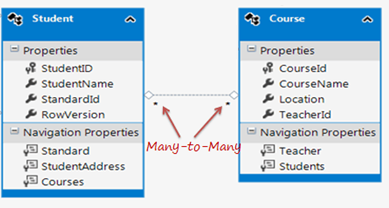 Student
Properties
StudentID
StudentName
StandardId
RowVersion
Navigation Properties
Standard
StudentAddress
Courses
* *
Many-to-Many
Course
Properties
CourseId
CourseName
Location
TeacherId
Navigation Properties
Teacher
Students